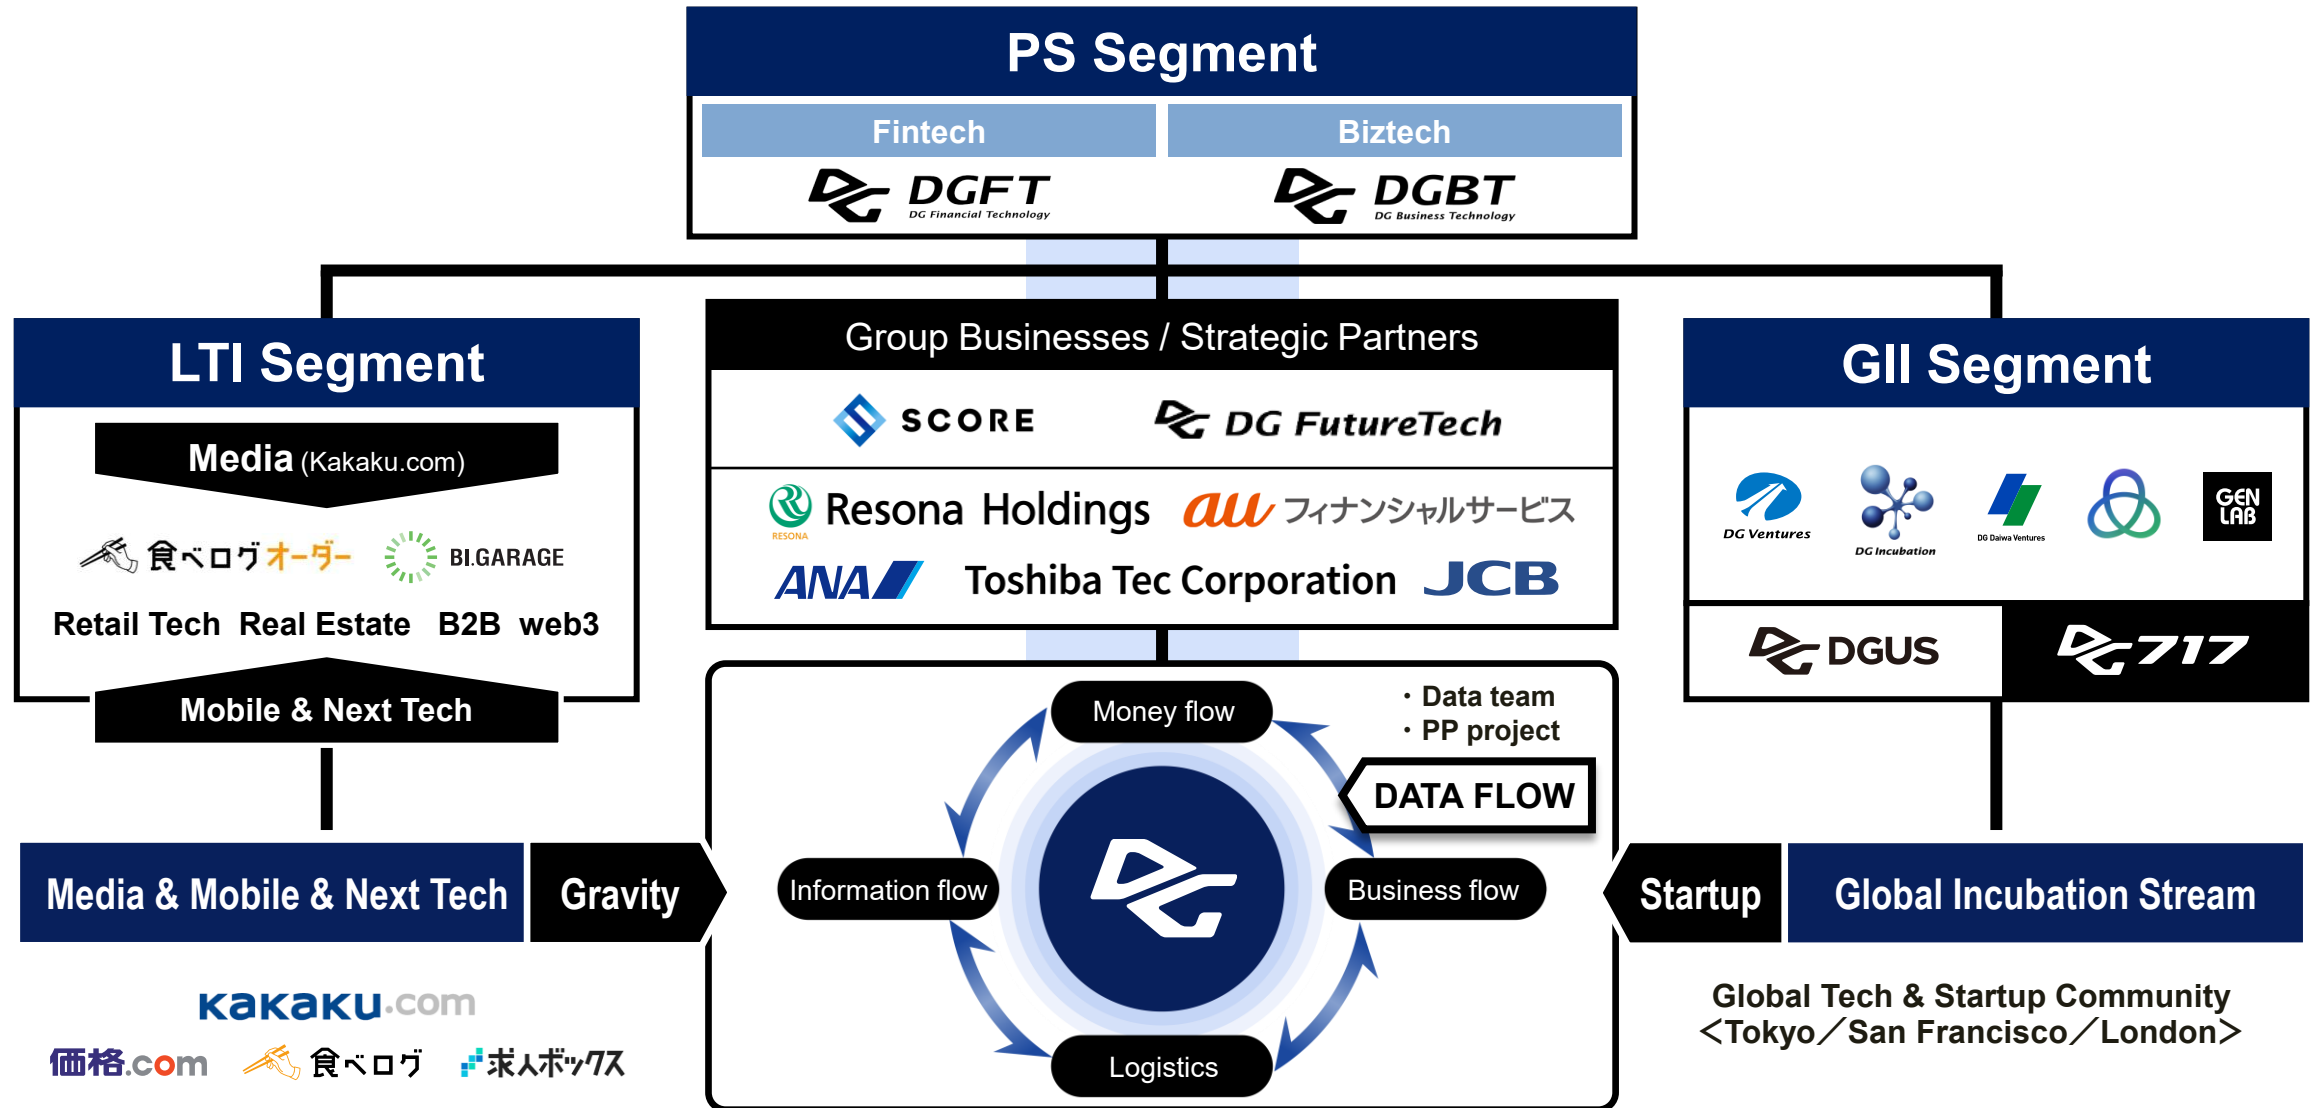 PS Segment
Fintech
Biztech
DGFT
DG Financial Technology
DGBT
DG Business Technology
LTI Segment
Media (Kakaku.com)
食べログオーダー
BI.GARAGE
Retail Tech Real Estate B2B web3
Mobile & Next Tech
Group Businesses / Strategic Partners
SCORE
DG FutureTech
RESONA
Resona Holdings
au フィナンシャルサービス
ANA
Toshiba Tec Corporation
JCB
GII Segment
DG Ventures
DG Incubation
DG Daiwa Ventures
GEN
LAB
DGUS
717
Money flow
・Data team
・PP project
DATA FLOW
Information flow
Business flow
Logistics
Media & Mobile & Next Tech
Gravity
Startup
Global Incubation Stream
kakaku.com
価格.com
食べログ
求人ボックス
Global Tech & Startup Community
＜Tokyo／San Francisco／London＞